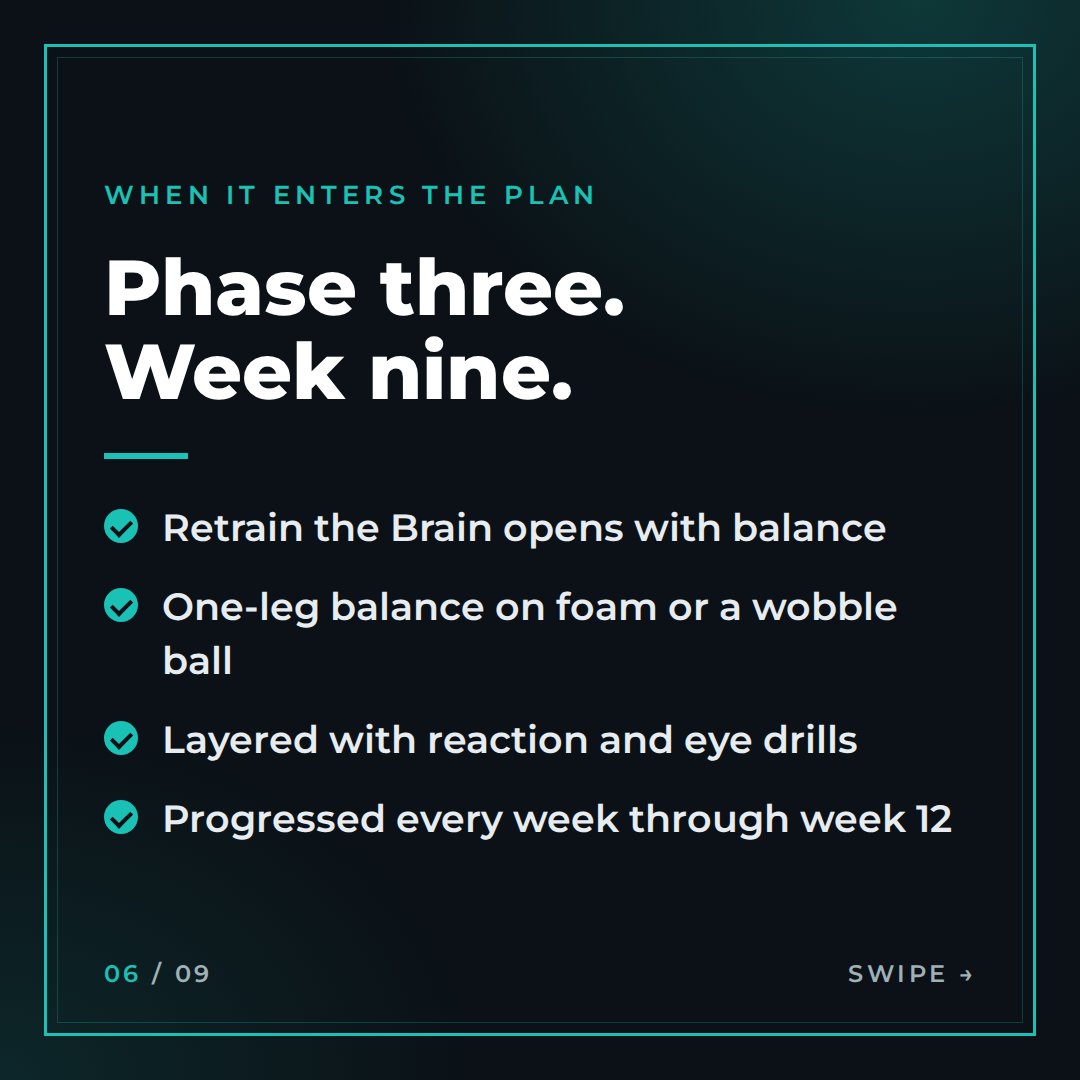 WHEN IT ENTERS THE PLAN
Phase three.
Week nine.
Retrain the Brain opens with balance
One-leg balance on foam or a wobble
ball
Layered with reaction and eye drills
Progressed every week through week 12
06 / 09
SWIPE →